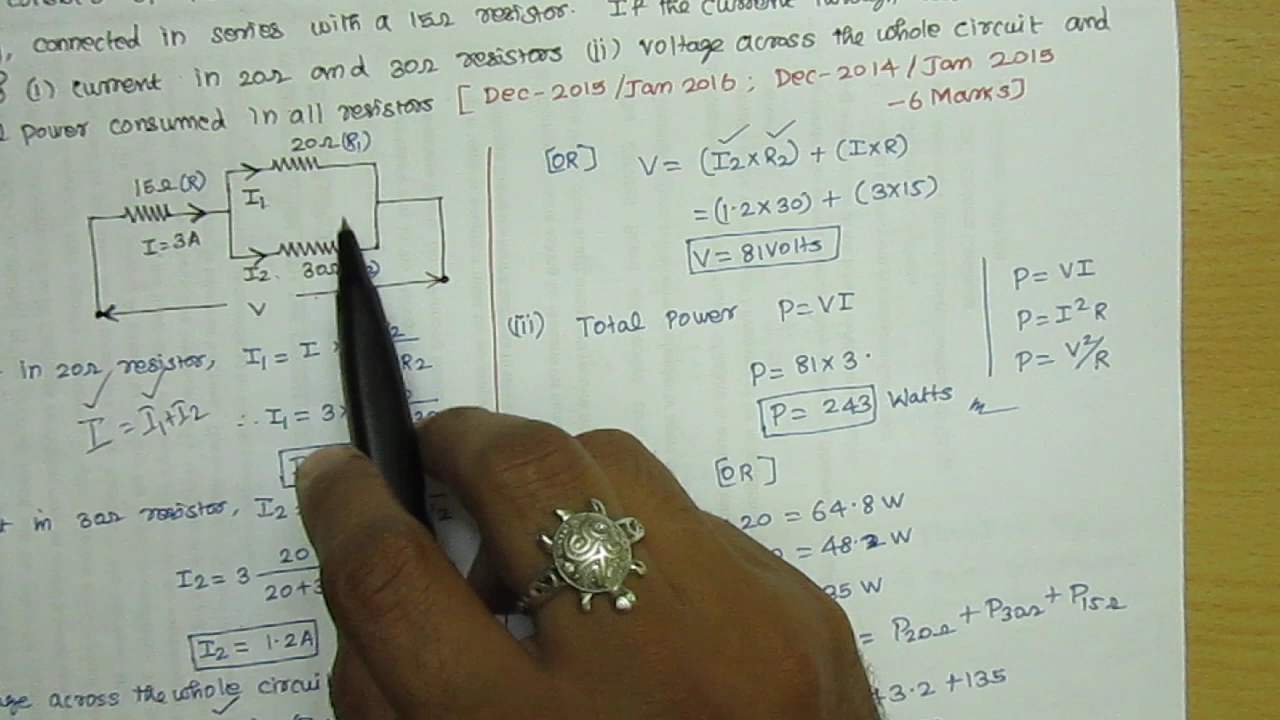 , connected in series with a 15Ω resistor. If the current
(i) current in 20Ω and 30Ω resistors (ii) voltage across the whole circuit and
power consumed in all resistors [Dec-2015/Jan 2016; Dec-2014/Jan 2015
-6 Marks]
20Ω(R1)
15Ω(R)
I1
I=3A
I2
V
in 20Ω resistor, I1 = I
R2
I = I1+I2
∴ I1 = 3×
in 30Ω resistor, I2
I2 = 3 20
20+3
I2 = 1.2A
across the whole
[OR] V = (I2×R2) + (I×R)
= (1.2×30) + (3×15)
V = 81Volts
(iii) Total Power P=VI
P = 81×3.
P = 243 Watts
P = VI
P = I²R
P = V²/R
[OR]
20 = 64.8 W
= 48.2 W
35 W
= P20Ω + P30Ω + P15Ω
3.2 +135